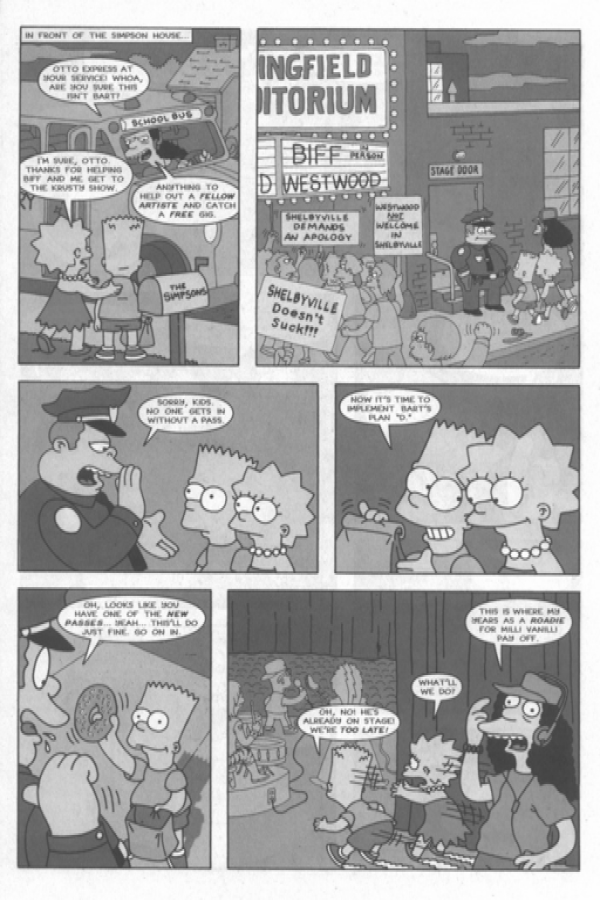 IN FRONT OF THE SIMPSON HOUSE...
OTTO EXPRESS AT
YOUR SERVICE! WHOA,
ARE YOU SURE THIS
ISN'T BART?
SCHOOL BUS
I'M SURE, OTTO.
THANKS FOR HELPING
BIFF AND ME GET TO
THE KRUSTY SHOW.
ANYTHING TO
HELP OUT A FELLOW
ARTISTE AND CATCH
A FREE GIG.
THE
SIMPSONS
INGFIELD
DITORIUM
BIFF IN
PERSON
D WESTWOOD
STAGE DOOR
SHELBYVILLE
DEMANDS
AN APOLOGY
WESTWOOD
NOT
WELCOME
IN
SHELBYVILLE
SHELBYVILLE
Doesn't
Suck!!!
SORRY, KIDS.
NO ONE GETS IN
WITHOUT A PASS.
NOW IT'S TIME TO
IMPLEMENT BART'S
PLAN "D."
OH, LOOKS LIKE YOU
HAVE ONE OF THE NEW
PASSES... YEAH... THIS'LL DO
JUST FINE. GO ON IN.
OH, NO! HE'S
ALREADY ON STAGE!
WE'RE TOO LATE!
WHAT'LL
WE DO?
THIS IS WHERE MY
YEARS AS A ROADIE
FOR MILLI VANILLI
PAY OFF.